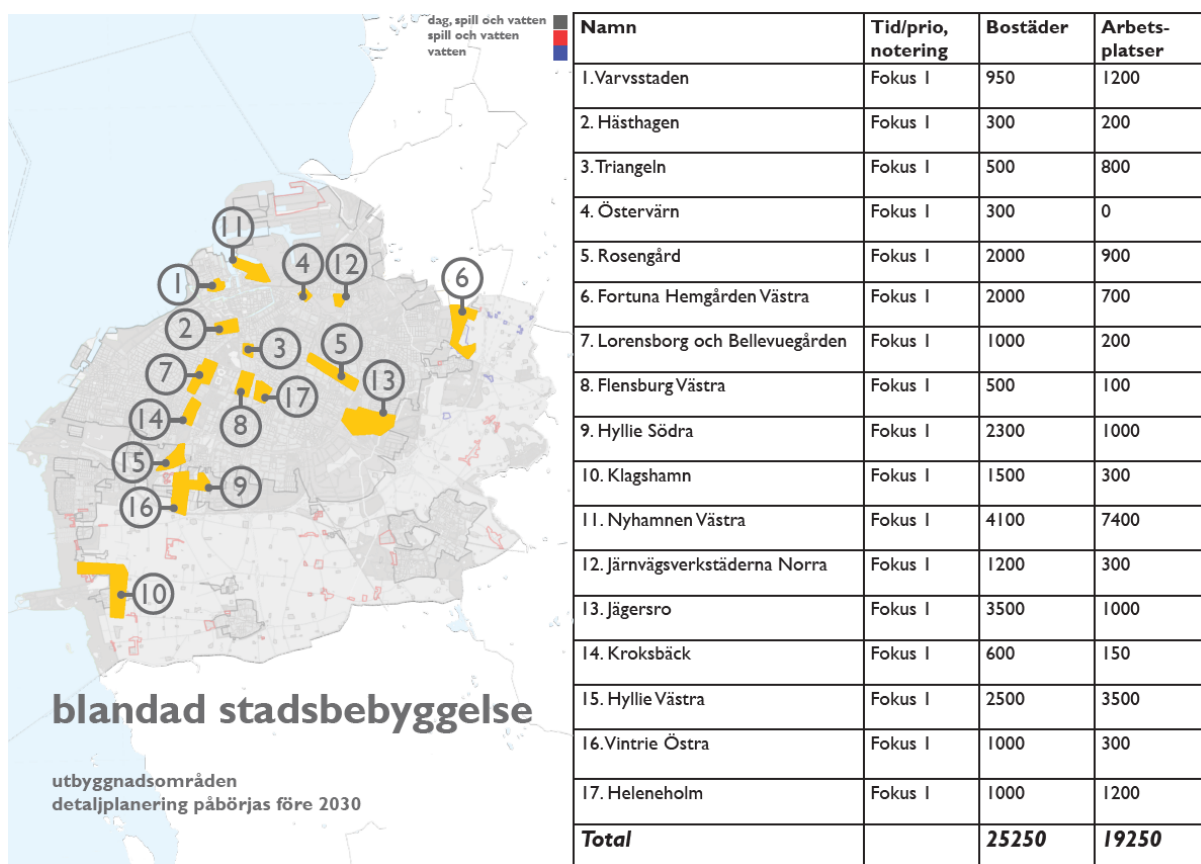 dag, spill och vatten
spill och vatten
vatten
11
1
4
12
6
2
3
5
7
13
17
8
14
15
9
16
10
blandad stadsbebyggelse
utbyggnadsområden
detaljplanering påbörjas före 2030
Namn Tid/prio, notering Bostäder Arbets-platser
1. Varvsstaden Fokus 1 950 1200
2. Hästhagen Fokus 1 300 200
3. Triangeln Fokus 1 500 800
4. Östervärn Fokus 1 300 0
5. Rosengård Fokus 1 2000 900
6. Fortuna Hemgården Västra Fokus 1 2000 700
7. Lorensborg och Bellevuegården Fokus 1 1000 200
8. Flensburg Västra Fokus 1 500 100
9. Hyllie Södra Fokus 1 2300 1000
10. Klagshamn Fokus 1 1500 300
11. Nyhamnen Västra Fokus 1 4100 7400
12. Järnvägsverkstäderna Norra Fokus 1 1200 300
13. Jägersro Fokus 1 3500 1000
14. Kroksbäck Fokus 1 600 150
15. Hyllie Västra Fokus 1 2500 3500
16. Vintrie Östra Fokus 1 1000 300
17. Heleneholm Fokus 1 1000 1200
Total 25250 19250